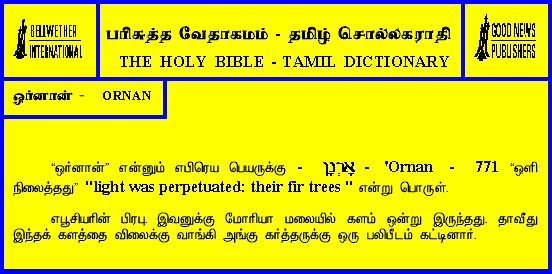 BELLWETHER
INTERNATIONAL
பரிசுத்த வேதாகமம் - தமிழ் சொல்லகராதி
THE HOLY BIBLE - TAMIL DICTIONARY
GOOD NEWS
PUBLISHERS
ஓர்னான் - ORNAN
“ஓர்னான்” என்னும் எபிரெய பெயருக்கு - אָרְנָן - 'Ornan - 771 “ஒளி
நிலைத்தது” "light was perpetuated: their fir trees " என்று பொருள்.
எபூசியரின் பிரபு. இவனுக்கு மோரியா மலையில் களம் ஒன்று இருந்தது. தாவீது
இந்தக் களத்தை விலைக்கு வாங்கி அங்கு கர்த்தருக்கு ஒரு பலிபீடம் கட்டினார்.